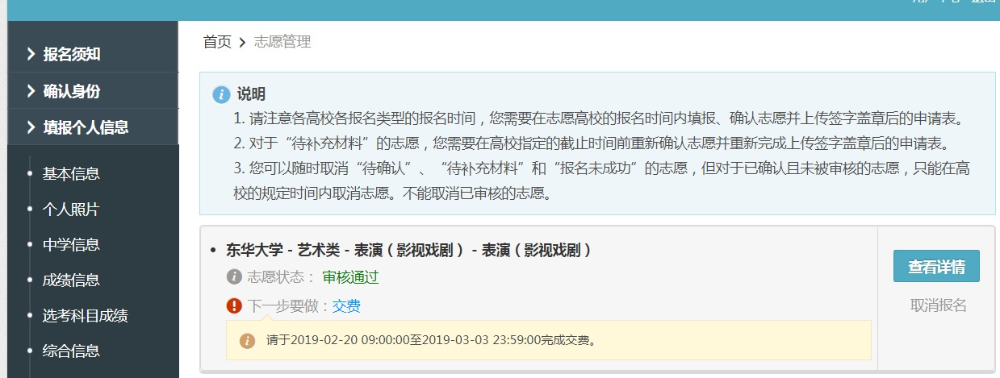 首页 > 志愿管理
报名须知
确认身份
填报个人信息
基本信息
个人照片
中学信息
成绩信息
选考科目成绩
综合信息
说明
1. 请注意各高校各报名类型的报名时间，您需要在志愿高校的报名时间内填报、确认志愿并上传签字盖章后的申请表。
2. 对于“待补充材料”的志愿，您需要在高校指定的截止时间前重新确认志愿并重新完成上传签字盖章后的申请表。
3. 您可以随时取消“待确认”、“待补充材料”和“报名未成功”的志愿，但对于已确认且未被审核的志愿，只能在高
校的规定时间内取消志愿。不能取消已审核的志愿。
东华大学 - 艺术类 - 表演（影视戏剧） - 表演（影视戏剧）
志愿状态： 审核通过
下一步要做：交费
请于2019-02-20 09:00:00至2019-03-03 23:59:00完成交费。
查看详情
取消报名